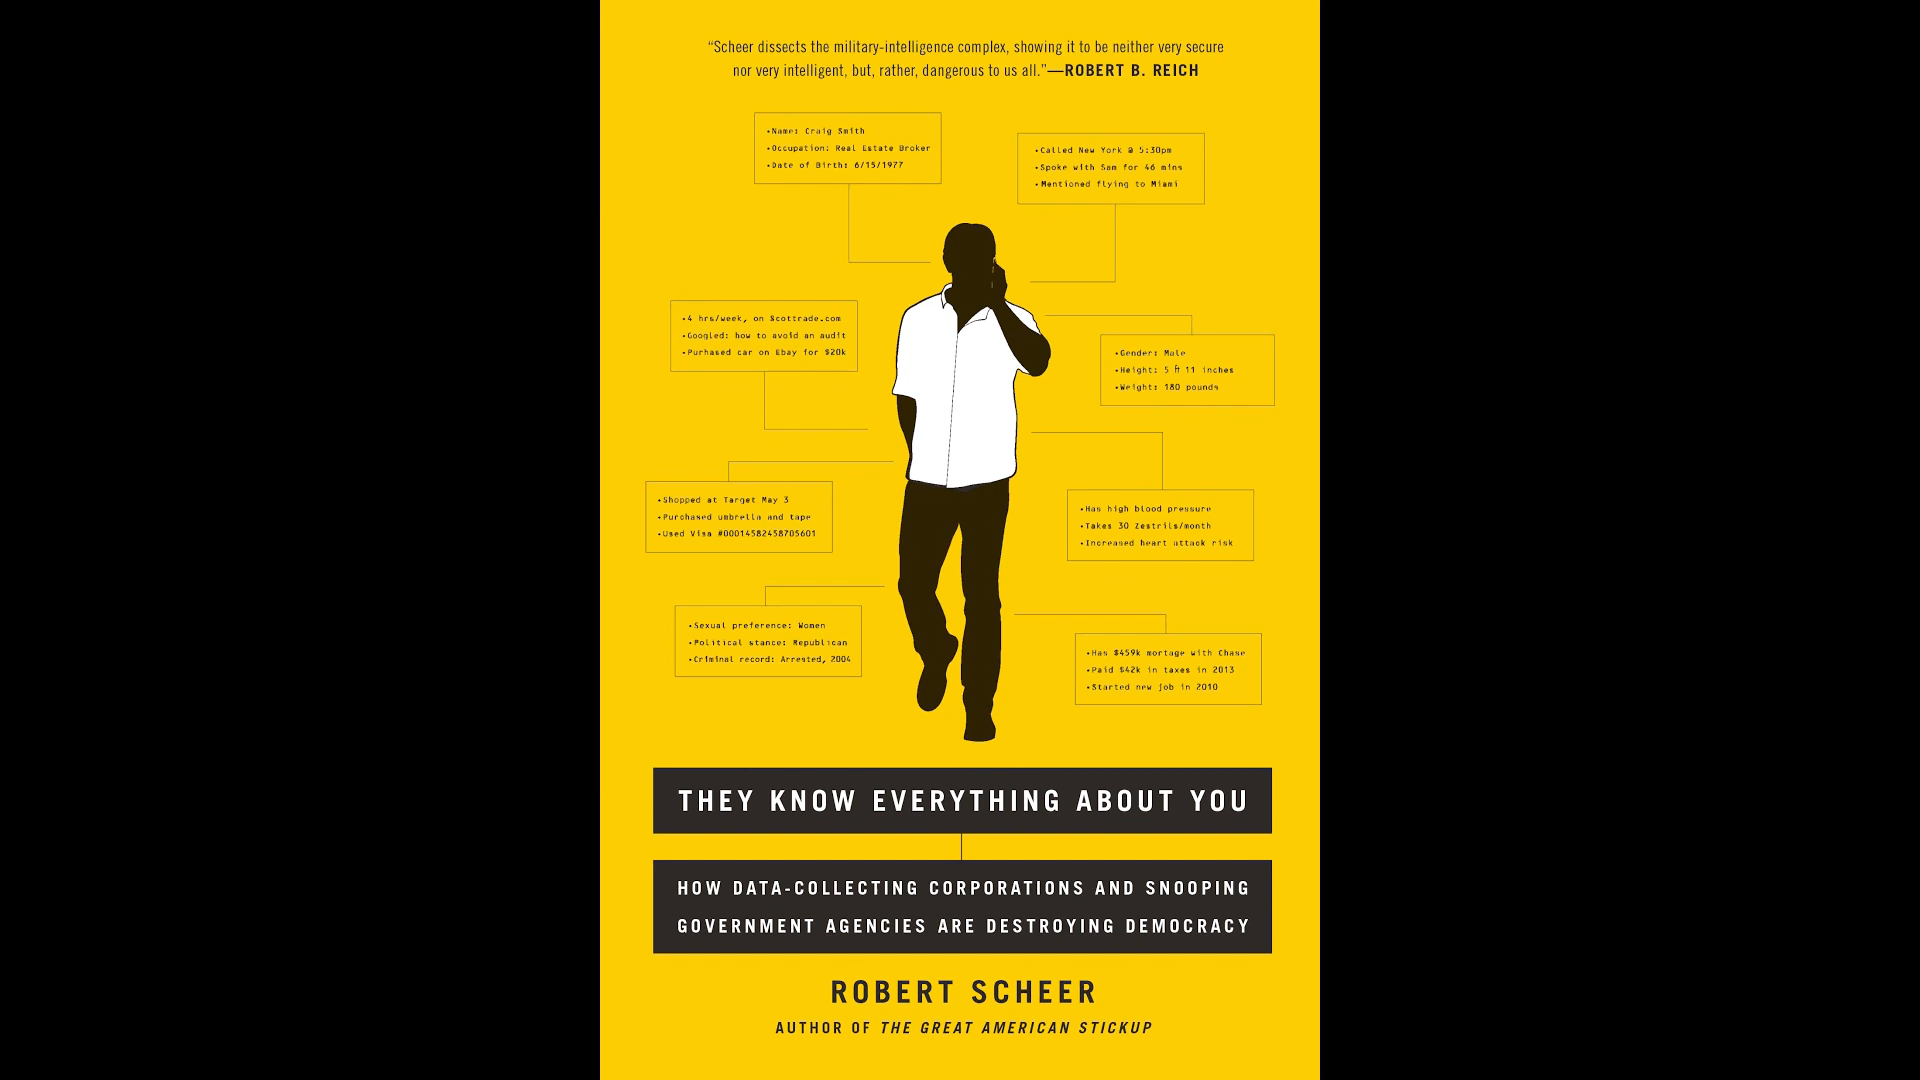 “Scheer dissects the military-intelligence complex, showing it to be neither very secure
nor very intelligent, but, rather, dangerous to us all.”—ROBERT B. REICH
•Name: Craig Smith
•Occupation: Real Estate Broker
•Date of Birth: 6/15/1977
•Called New York @ 5:30pm
•Spoke with Sam for 46 mins
•Mentioned flying to Miami
•4 hrs/week, on Scottrade.com
•Googled: how to avoid an audit
•Purhased car on Ebay for $20k
•Gender: Male
•Height: 5 ft 11 inches
•Weight: 180 pounds
•Shopped at Target May 3
•Purchased umbrella and tape
•Used Visa #00014582458705601
•Has high blood pressure
•Takes 30 Zestrils/month
•Increased heart attack risk
•Sexual preference: Women
•Political stance: Republican
•Criminal record: Arrested, 2004
•Has $459k mortage with Chase
•Paid $42k in taxes in 2013
•Started new job in 2010
THEY KNOW EVERYTHING ABOUT YOU
HOW DATA-COLLECTING CORPORATIONS AND SNOOPING
GOVERNMENT AGENCIES ARE DESTROYING DEMOCRACY
ROBERT SCHEER
AUTHOR OF THE GREAT AMERICAN STICKUP